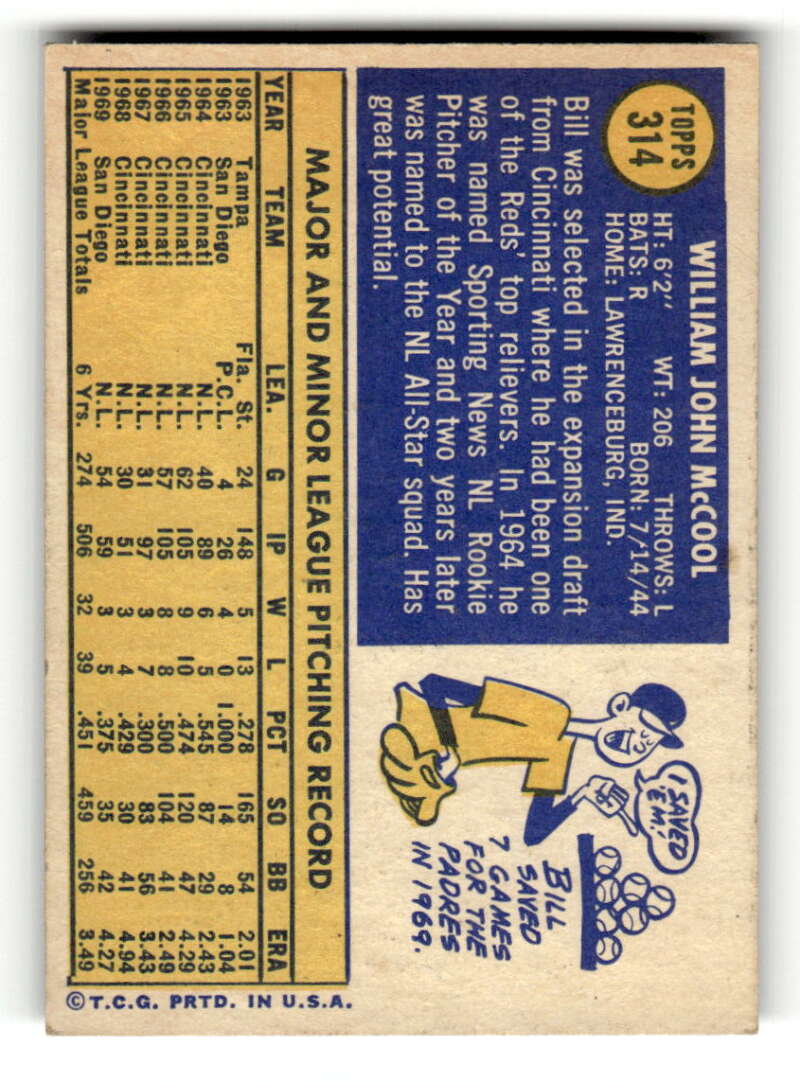 TOPPS
314
WILLIAM JOHN McCOOL
HT: 6'2" WT: 206 THROWS: L
BATS: R BORN: 7/14/44
HOME: LAWRENCEBURG, IND.
Bill was selected in the expansion draft
from Cincinnati where he had been one
of the Reds' top relievers. In 1964 he
was named Sporting News NL Rookie
Pitcher of the Year and two years later
was named to the NL All-Star squad. Has
great potential.
I SAVED
'EM!
BILL
SAVED
7 GAMES
FOR THE
PADRES
IN 1969.
MAJOR AND MINOR LEAGUE PITCHING RECORD
YEAR TEAM LEA. G IP W L PCT SO BB ERA
1963 Tampa Fla. St. 24 148 5 13 .278 165 54 2.01
1963 San Diego P.C.L. 4 26 4 0 1.000 14 8 1.04
1964 Cincinnati N.L. 40 89 6 5 .545 87 29 2.43
1965 Cincinnati N.L. 62 105 9 10 .474 120 47 4.29
1966 Cincinnati N.L. 57 105 8 8 .500 104 41 2.49
1967 Cincinnati N.L. 31 97 3 7 .300 83 56 3.43
1968 Cincinnati N.L. 30 51 3 4 .429 30 41 4.94
1969 San Diego N.L. 54 59 3 5 .375 35 42 4.27
Major League Totals 6 Yrs. 274 506 32 39 .451 459 256 3.49
© T.C.G. PRTD. IN U.S.A.